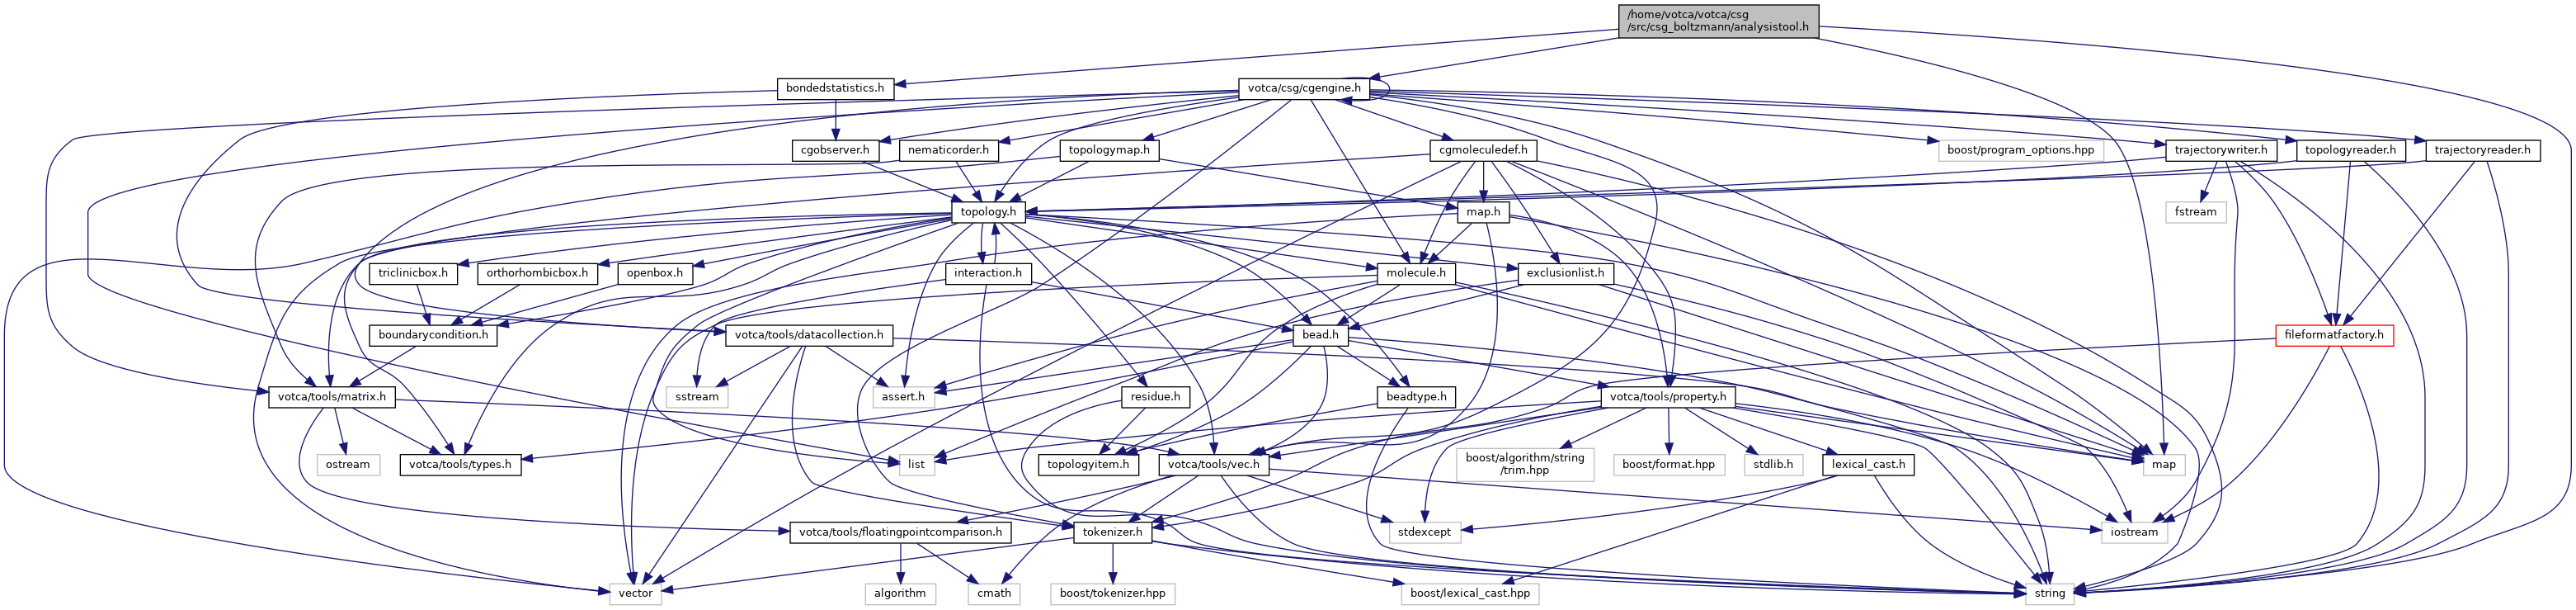 /home/votca/votca/csg
/src/csg_boltzmann/analysistool.h
bondedstatistics.h
votca/csg/cgengine.h
cgobserver.h
nematicorder.h
topologymap.h
cgmoleculedef.h
boost/program_options.hpp
trajectorywriter.h
topologyreader.h
trajectoryreader.h
topology.h
map.h
fstream
triclinicbox.h
orthorhombicbox.h
openbox.h
interaction.h
molecule.h
exclusionlist.h
boundarycondition.h
votca/tools/datacollection.h
bead.h
fileformatfactory.h
votca/tools/matrix.h
sstream
assert.h
residue.h
beadtype.h
votca/tools/property.h
ostream
votca/tools/types.h
list
topologyitem.h
votca/tools/vec.h
boost/algorithm/string
/trim.hpp
boost/format.hpp
stdlib.h
lexical_cast.h
map
votca/tools/floatingpointcomparison.h
tokenizer.h
stdexcept
iostream
vector
algorithm
cmath
boost/tokenizer.hpp
boost/lexical_cast.hpp
string